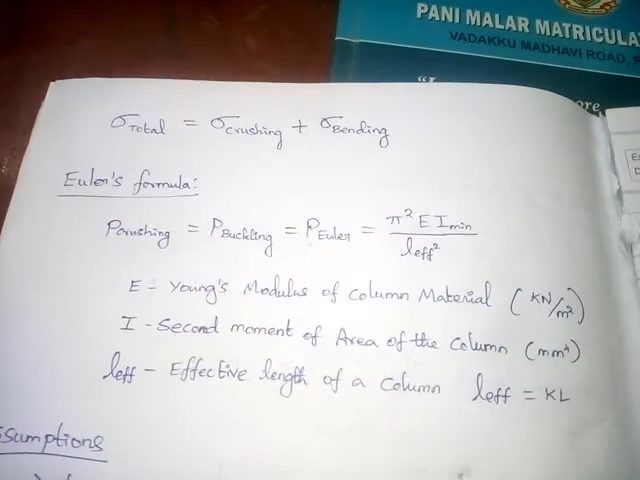 PANI MALAR MATRICULAT
VADAKKU MADHAVI ROAD, P
ore
σTotal = σcrushing + σBending
Euler's formula:
Pcrushing = PBuckling = PEuler = π² E Imin / leff²
E - Young's Modulus of Column Material (KN/m²)
I - Second moment of Area of the Column (mm⁴)
leff - Effective length of a Column leff = KL
sumptions